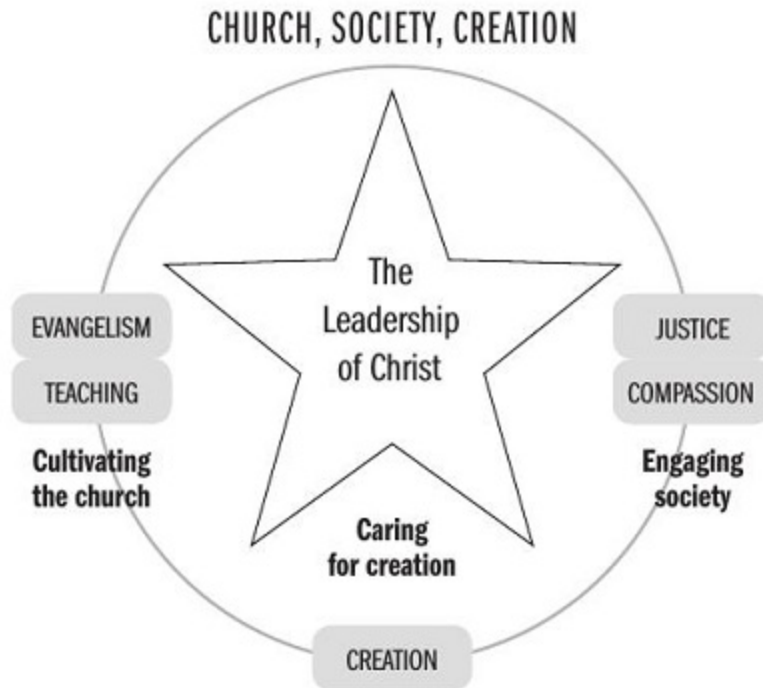 CHURCH, SOCIETY, CREATION
The
Leadership
of Christ
EVANGELISM
TEACHING
Cultivating
the church
JUSTICE
COMPASSION
Engaging
society
Caring
for creation
CREATION